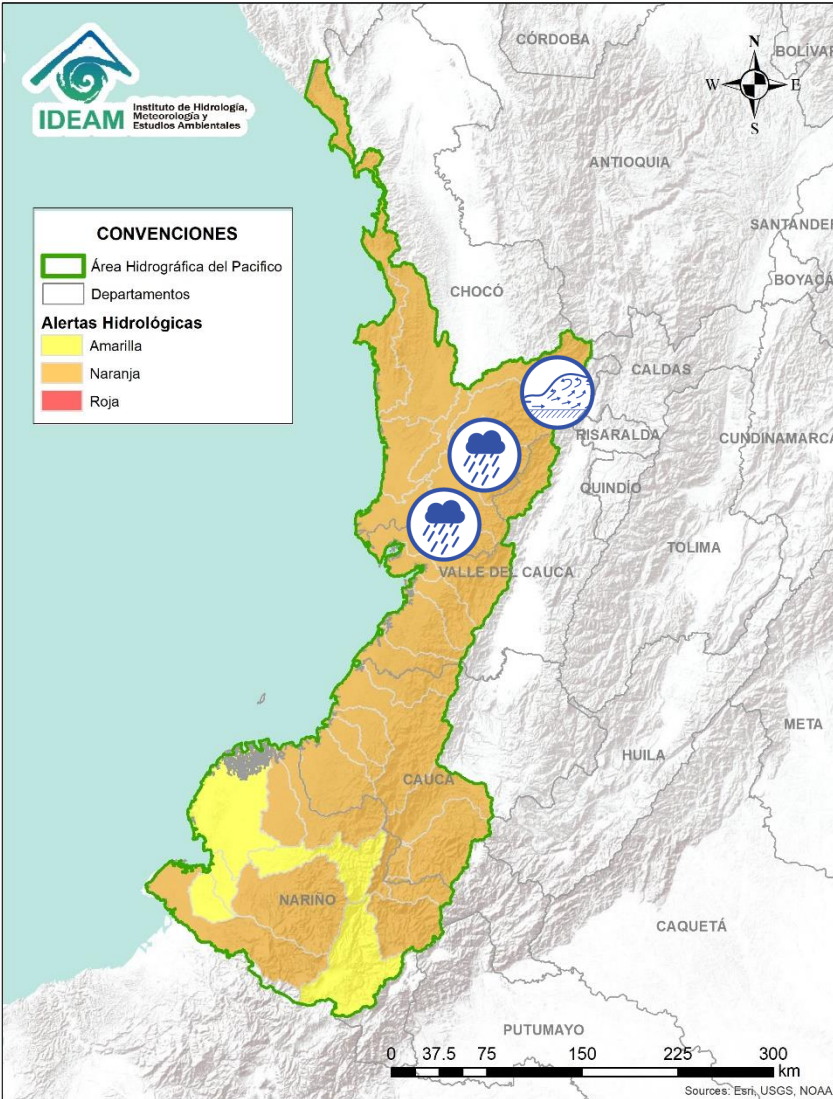 CÓRDOBA
BOLÍVAR
N
W E
S
IDEAM
Instituto de Hidrología,
Meteorología y
Estudios Ambientales
ANTIOQUIA
SANTANDER
CONVENCIONES
Área Hidrográfica del Pacifico
Departamentos
Alertas Hidrológicas
Amarilla
Naranja
Roja
BOYACÁ
CHOCÓ
CALDAS
RISARALDA
CUNDINAMARCA
QUINDÍO
TOLIMA
VALLE DEL CAUCA
META
HUILA
CAUCA
NARIÑO
CAQUETÁ
PUTUMAYO
0 37.5 75 150 225 300
km
Sources: Esri, USGS, NOAA